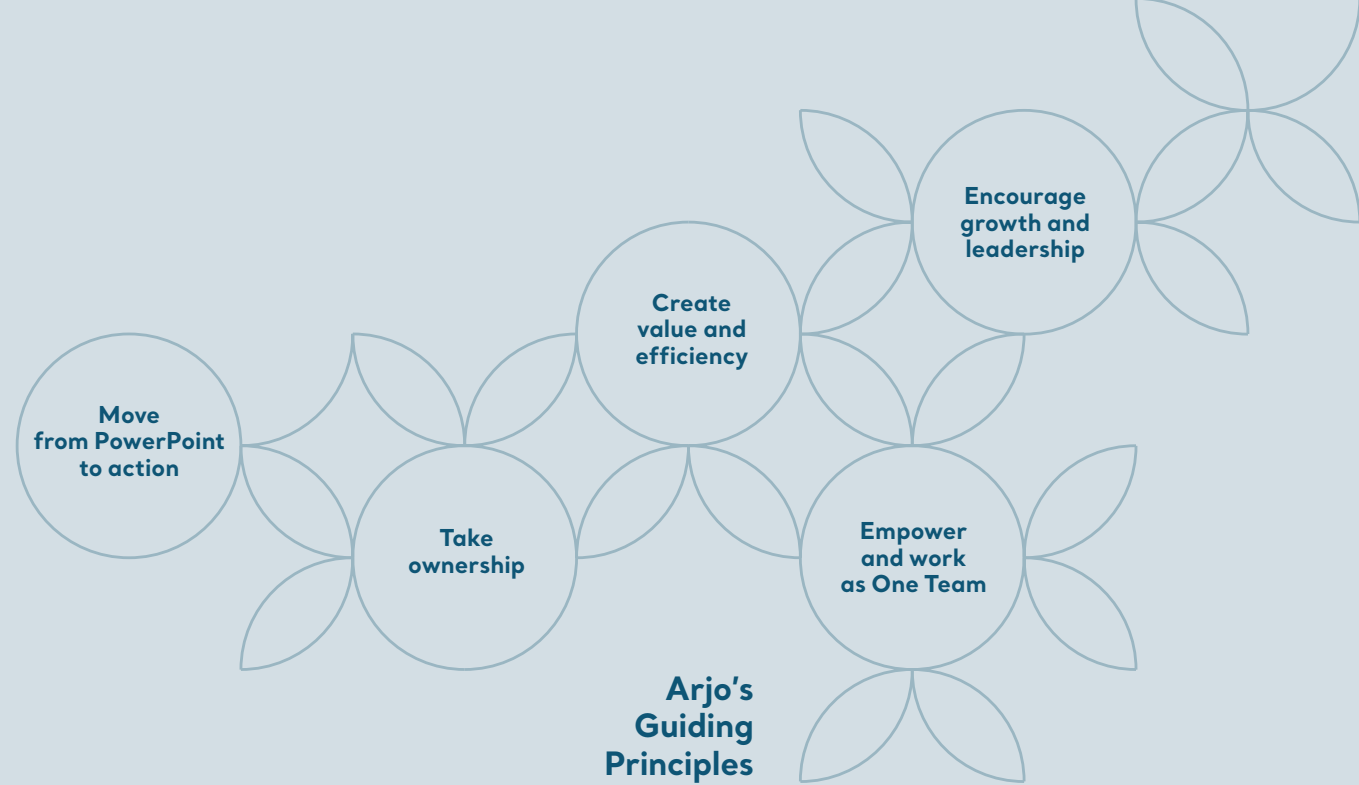 Move
from PowerPoint
to action
Take
ownership
Create
value and
efficiency
Empower
and work
as One Team
Encourage
growth and
leadership
Arjo’s
Guiding
Principles